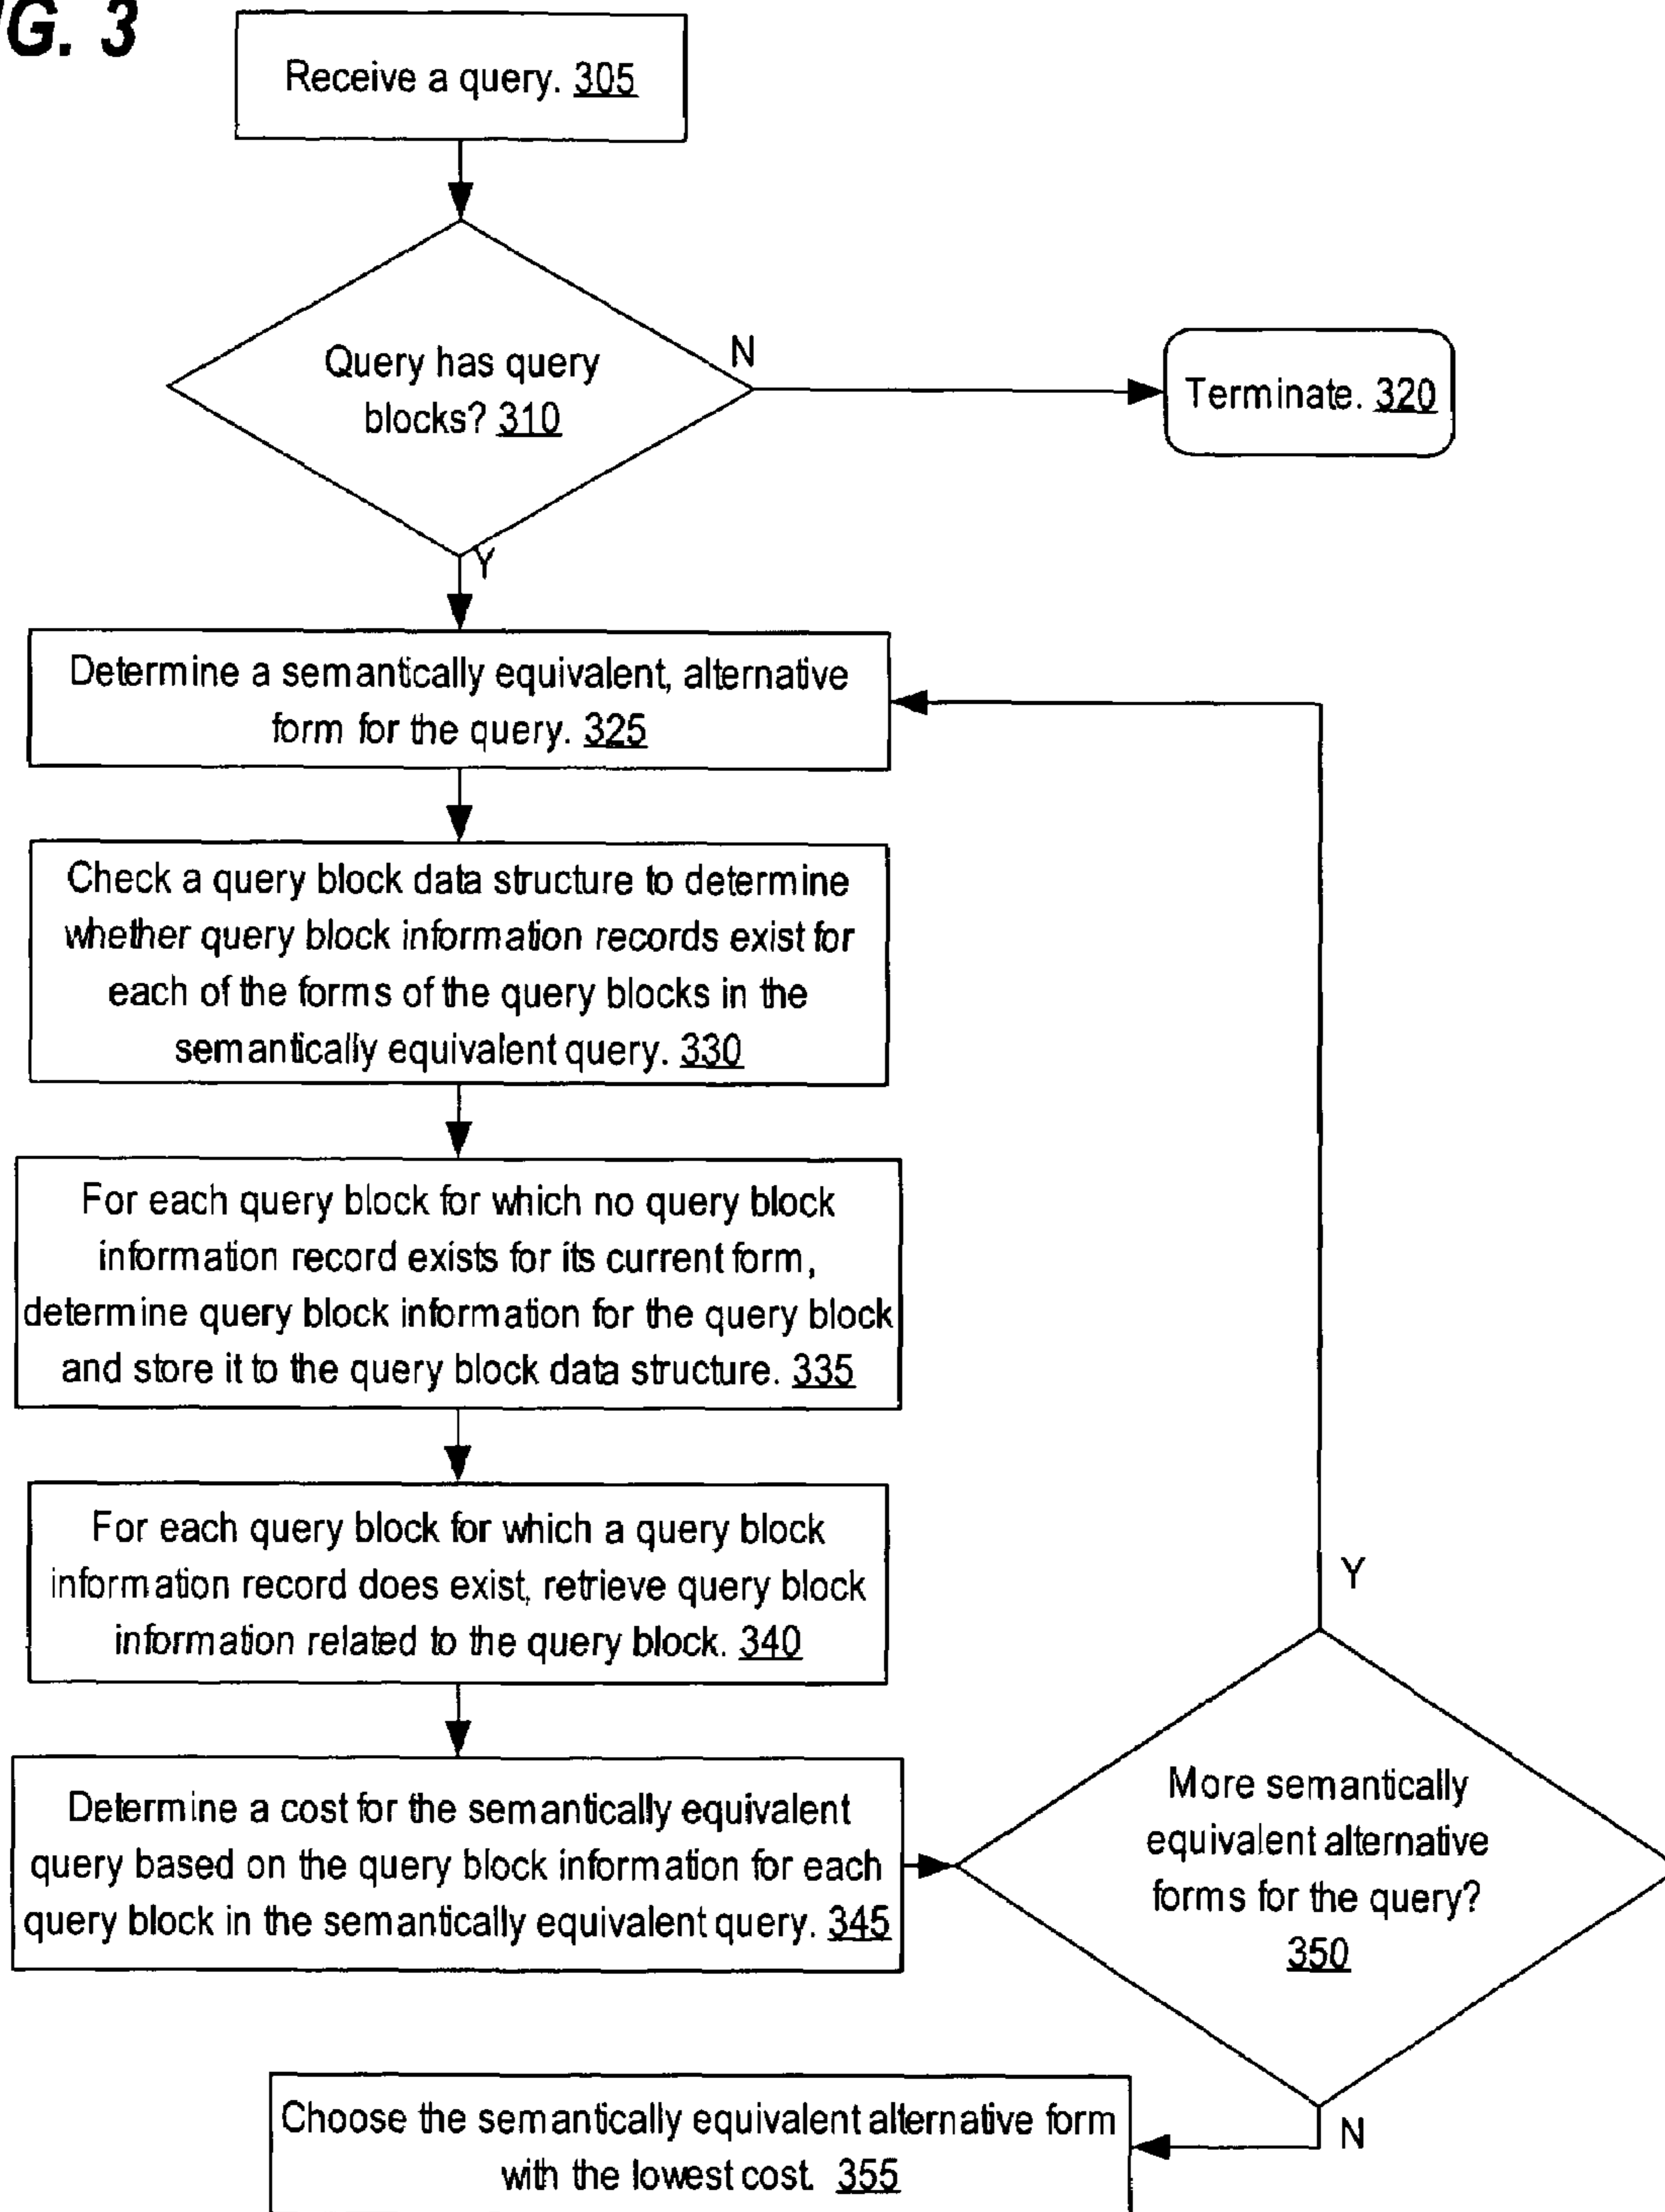 G. 3
Receive a query. 305
Query has query
blocks? 310
N
Terminate. 320
Y
Determine a semantically equivalent, alternative
form for the query. 325
Check a query block data structure to determine
whether query block information records exist for
each of the forms of the query blocks in the
semantically equivalent query. 330
For each query block for which no query block
information record exists for its current form,
determine query block information for the query block
and store it to the query block data structure. 335
For each query block for which a query block
information record does exist, retrieve query block
information related to the query block. 340
Y
Determine a cost for the semantically equivalent
query based on the query block information for each
query block in the semantically equivalent query. 345
More semantically
equivalent alternative
forms for the query?
350
N
Choose the semantically equivalent alternative form
with the lowest cost. 355